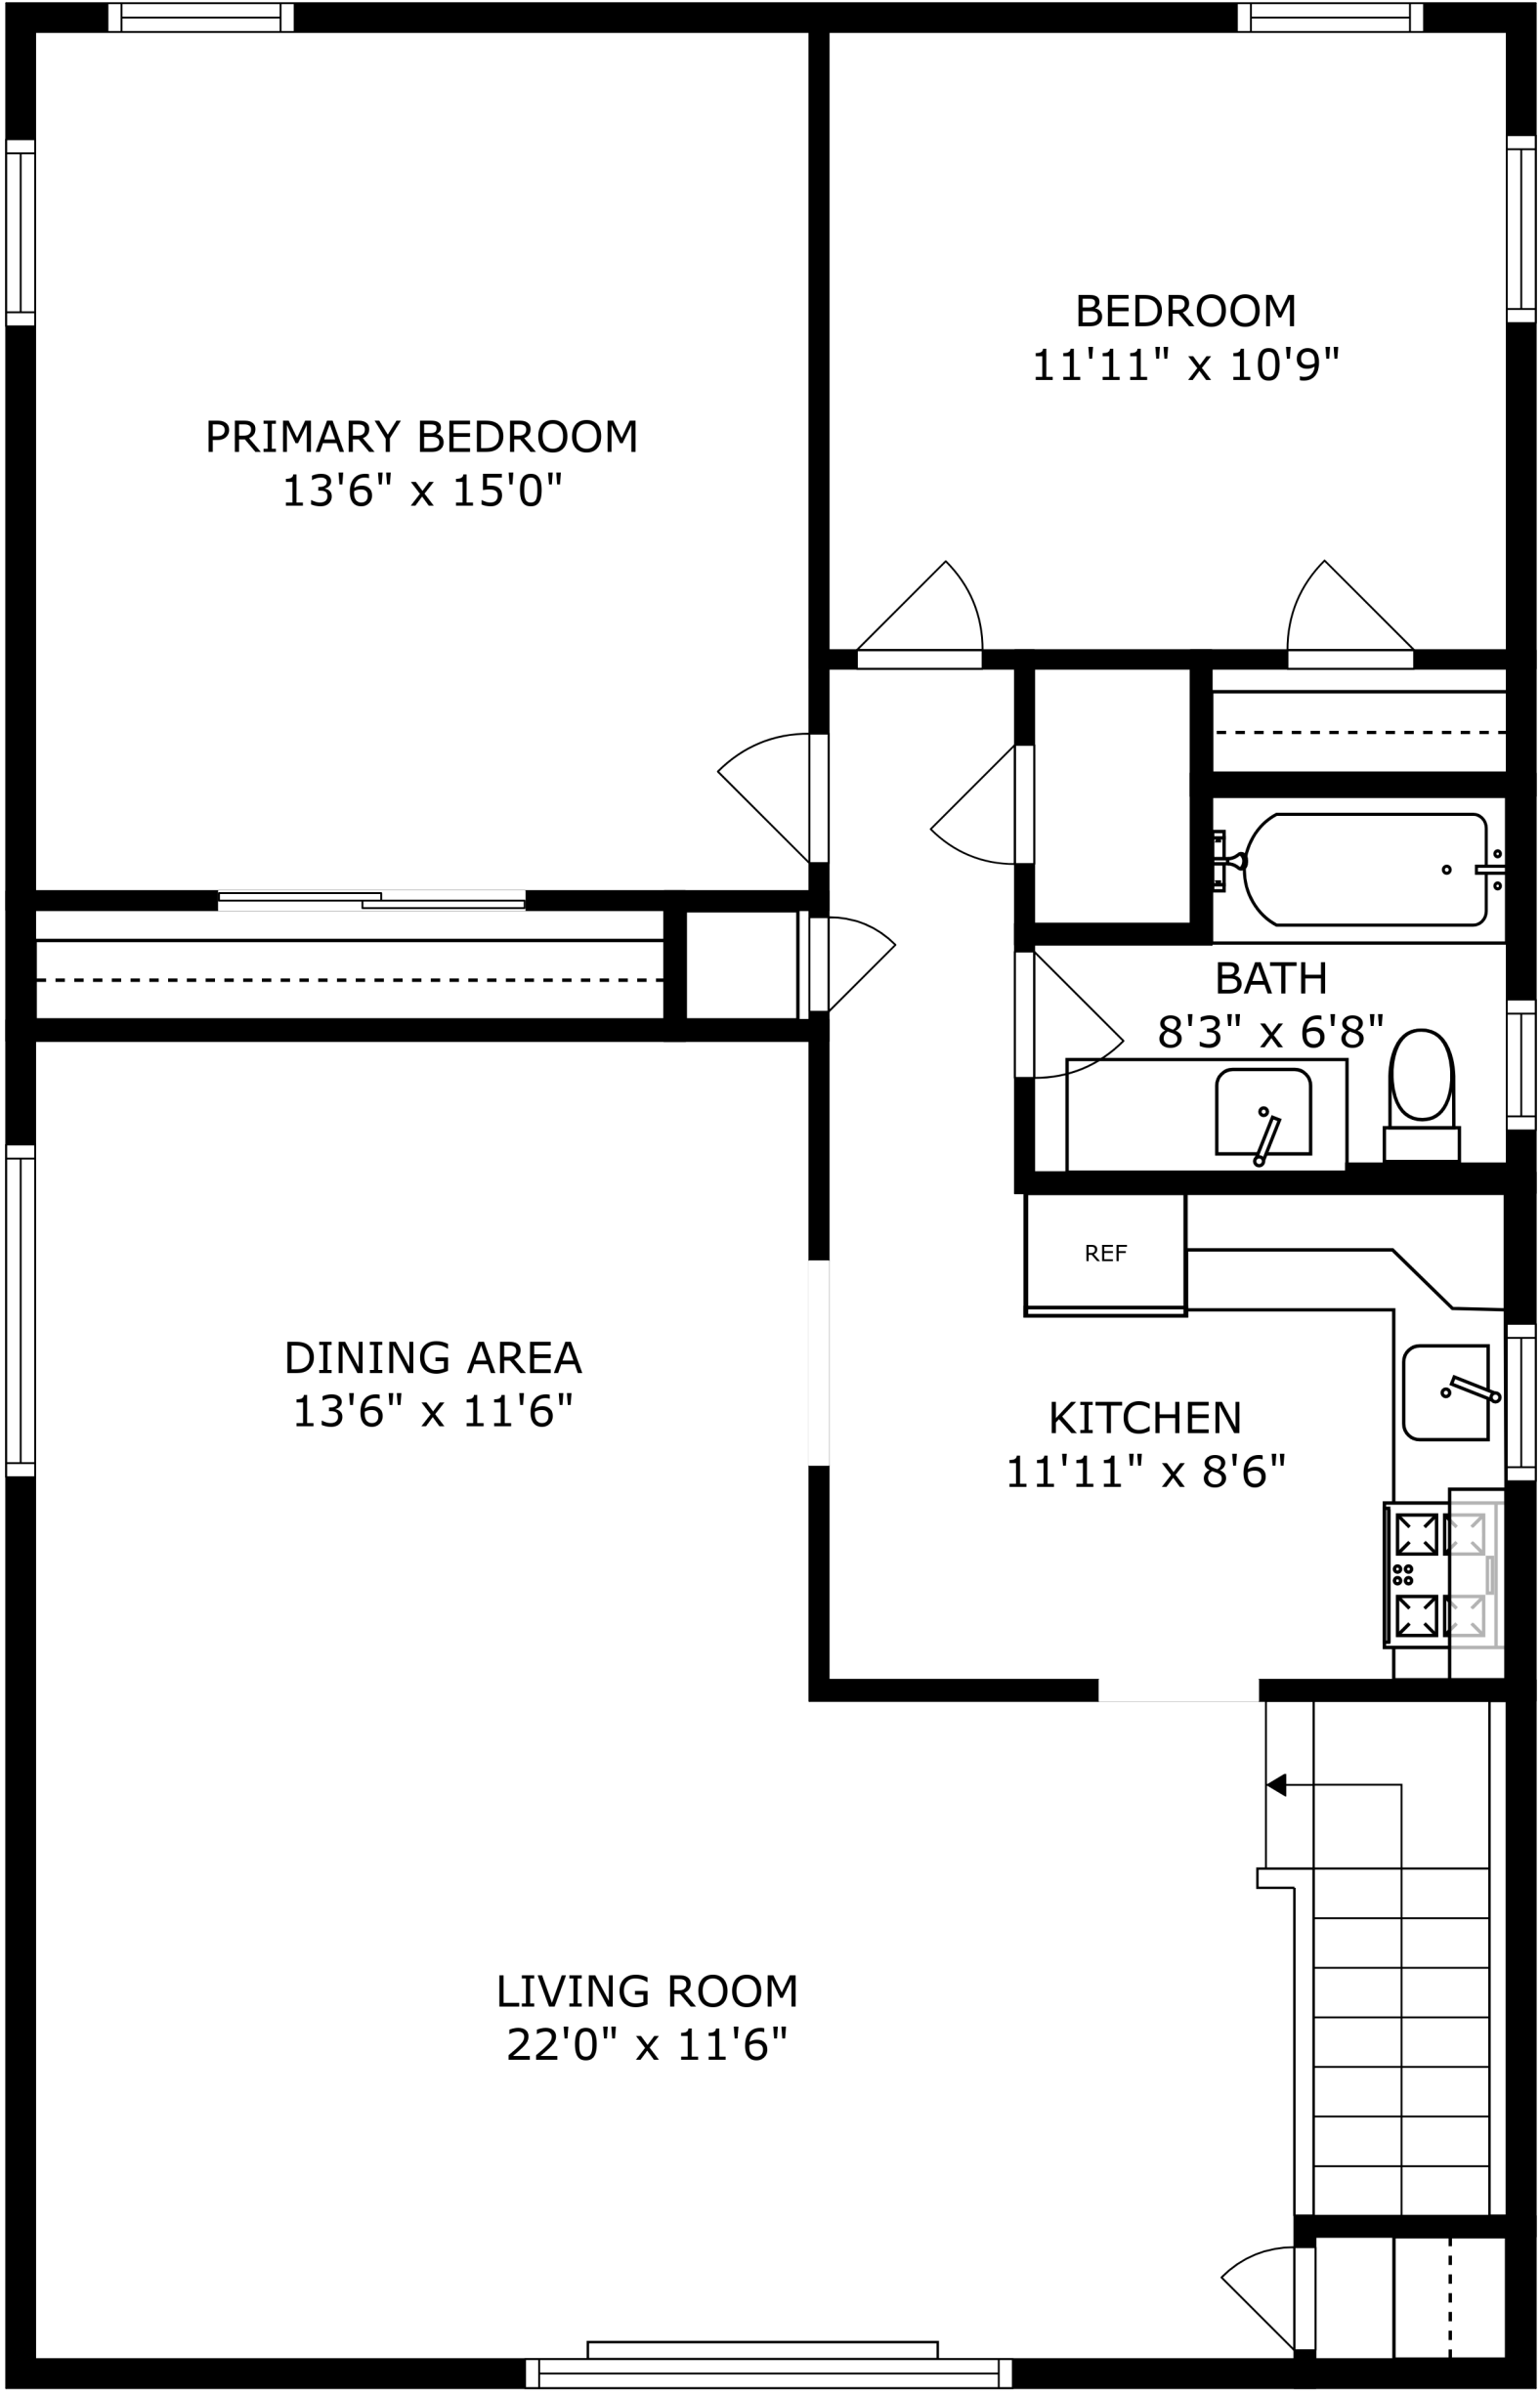 BEDROOM
11'11" x 10'9"
PRIMARY BEDROOM
13'6" x 15'0"
BATH
8'3" x 6'8"
REF
DINING AREA
13'6" x 11'6"
KITCHEN
11'11" x 8'6"
LIVING ROOM
22'0" x 11'6"